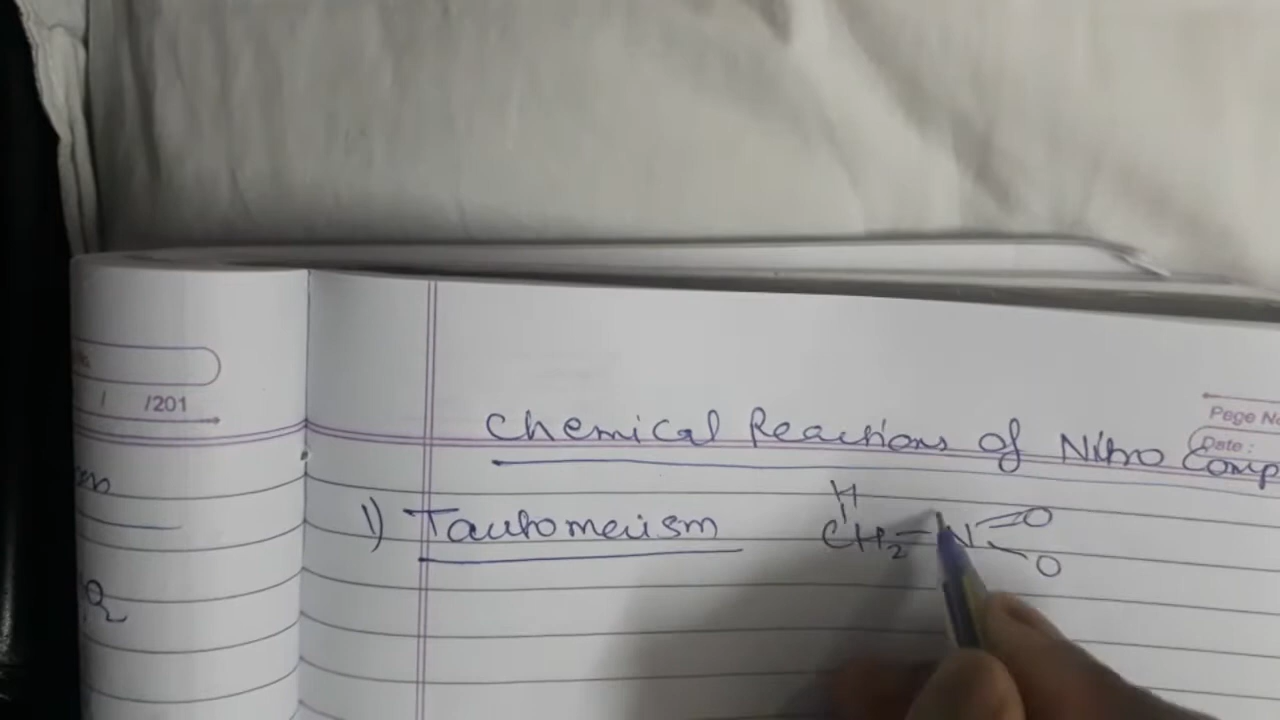 / /201
Page No
Date :
Chemical Reactions of Nitro Comp
1) Tautomerism
H
CH2 - N =O
O